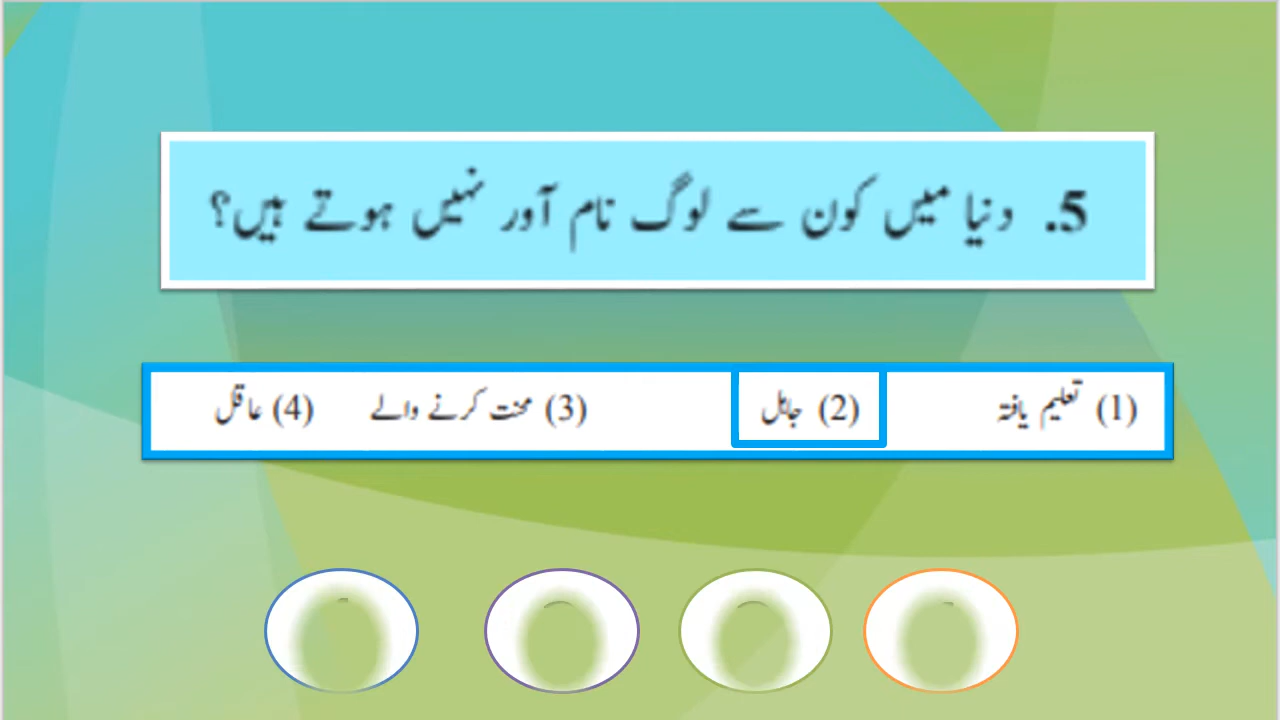 5. دنیا میں کون سے لوگ نام آور نہیں ہوتے ہیں؟
(1) تعلیم یافتہ (2) جاہل (3) محنت کرنے والے (4) عاقل